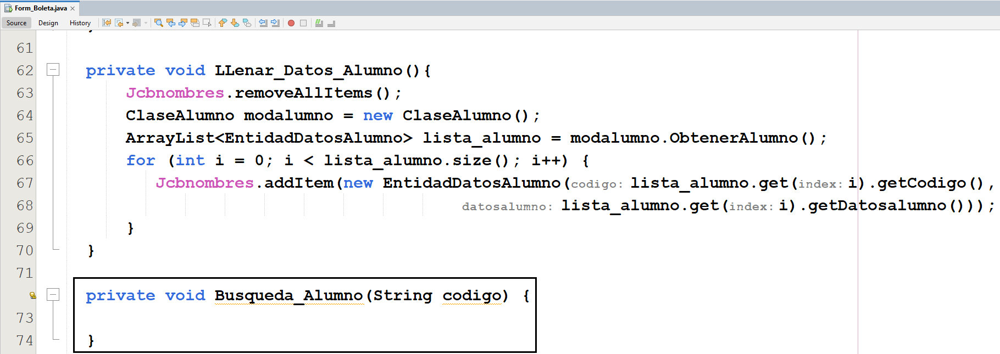 Form_Boleta.java
Source Design History
61
62 private void LLenar_Datos_Alumno(){
63 Jcbnombres.removeAllItems();
64 ClaseAlumno modalumno = new ClaseAlumno();
65 ArrayList<EntidadDatosAlumno> lista_alumno = modalumno.ObtenerAlumno();
66 for (int i = 0; i < lista_alumno.size(); i++) {
67 Jcbnombres.addItem(new EntidadDatosAlumno(codigo: lista_alumno.get(index: i).getCodigo(),
68 datosalumno: lista_alumno.get(index: i).getDatosalumno()));
69 }
70 }
71
private void Busqueda_Alumno(String codigo) {
73
74 }